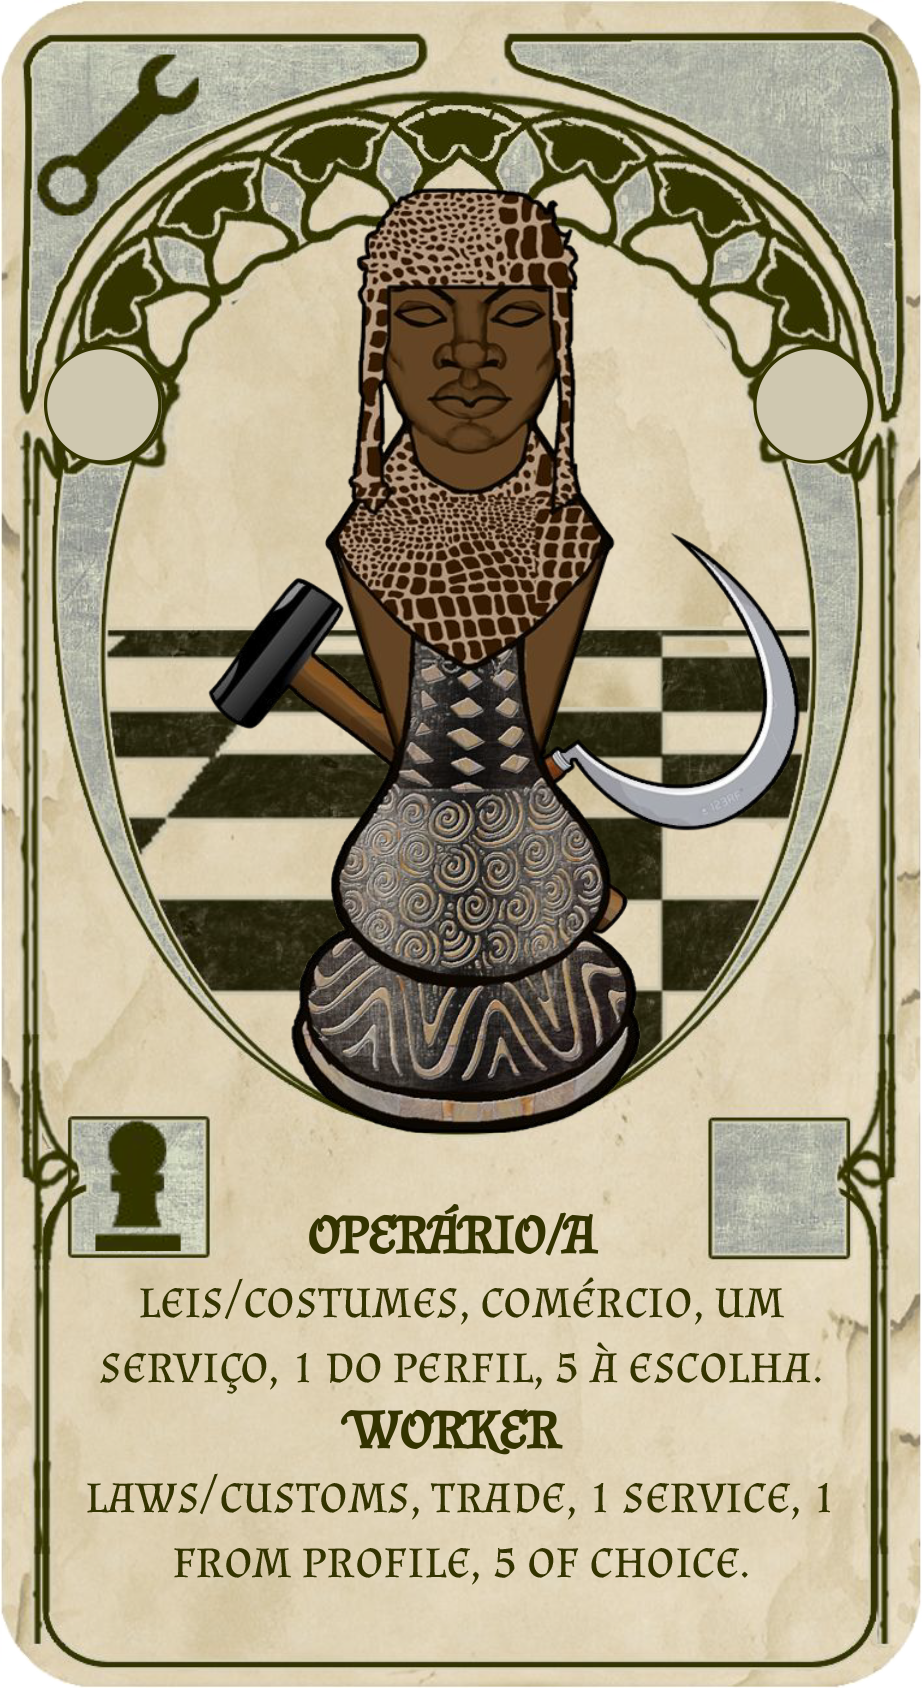 OPERÁRIO/A
LEIS/COSTUMES, COMÉRCIO, UM
SERVIÇO, 1 DO PERFIL, 5 À ESCOLHA.
WORKER
LAWS/CUSTOMS, TRADE, 1 SERVICE, 1
FROM PROFILE, 5 OF CHOICE.